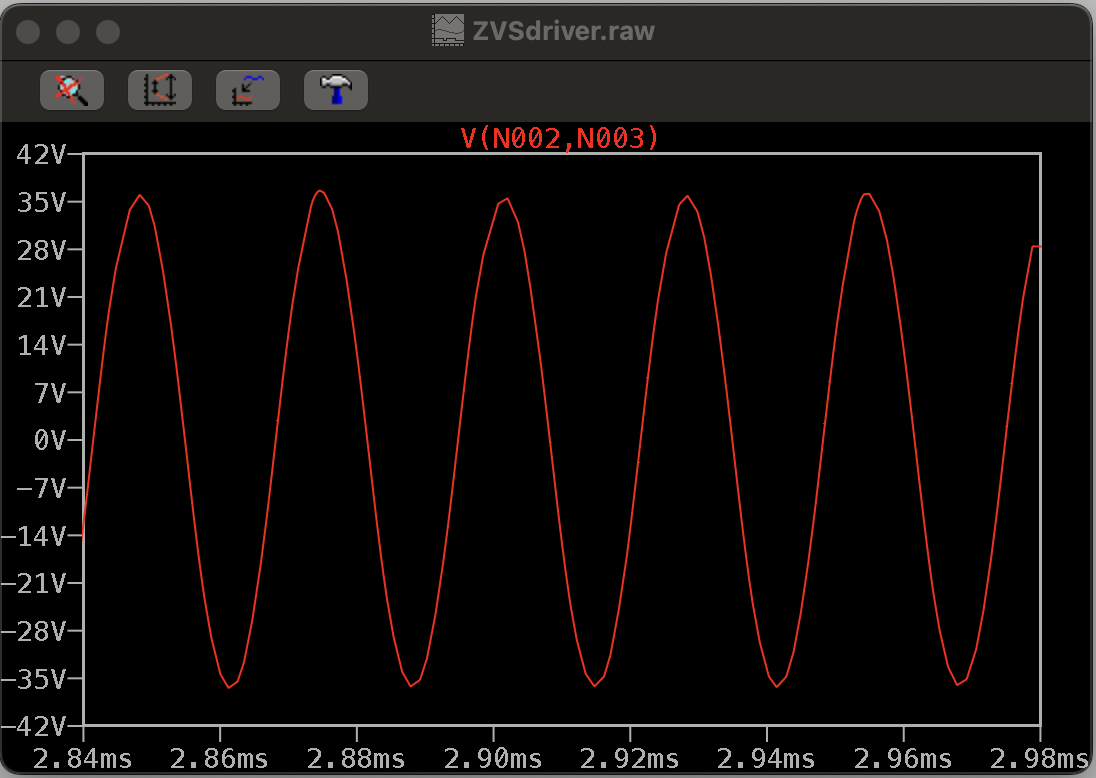 ZVSdriver.raw
V(N002,N003)
42V
35V
28V
21V
14V
7V
0V
-7V
-14V
-21V
-28V
-35V
-42V
2.84ms 2.86ms 2.88ms 2.90ms 2.92ms 2.94ms 2.96ms 2.98ms